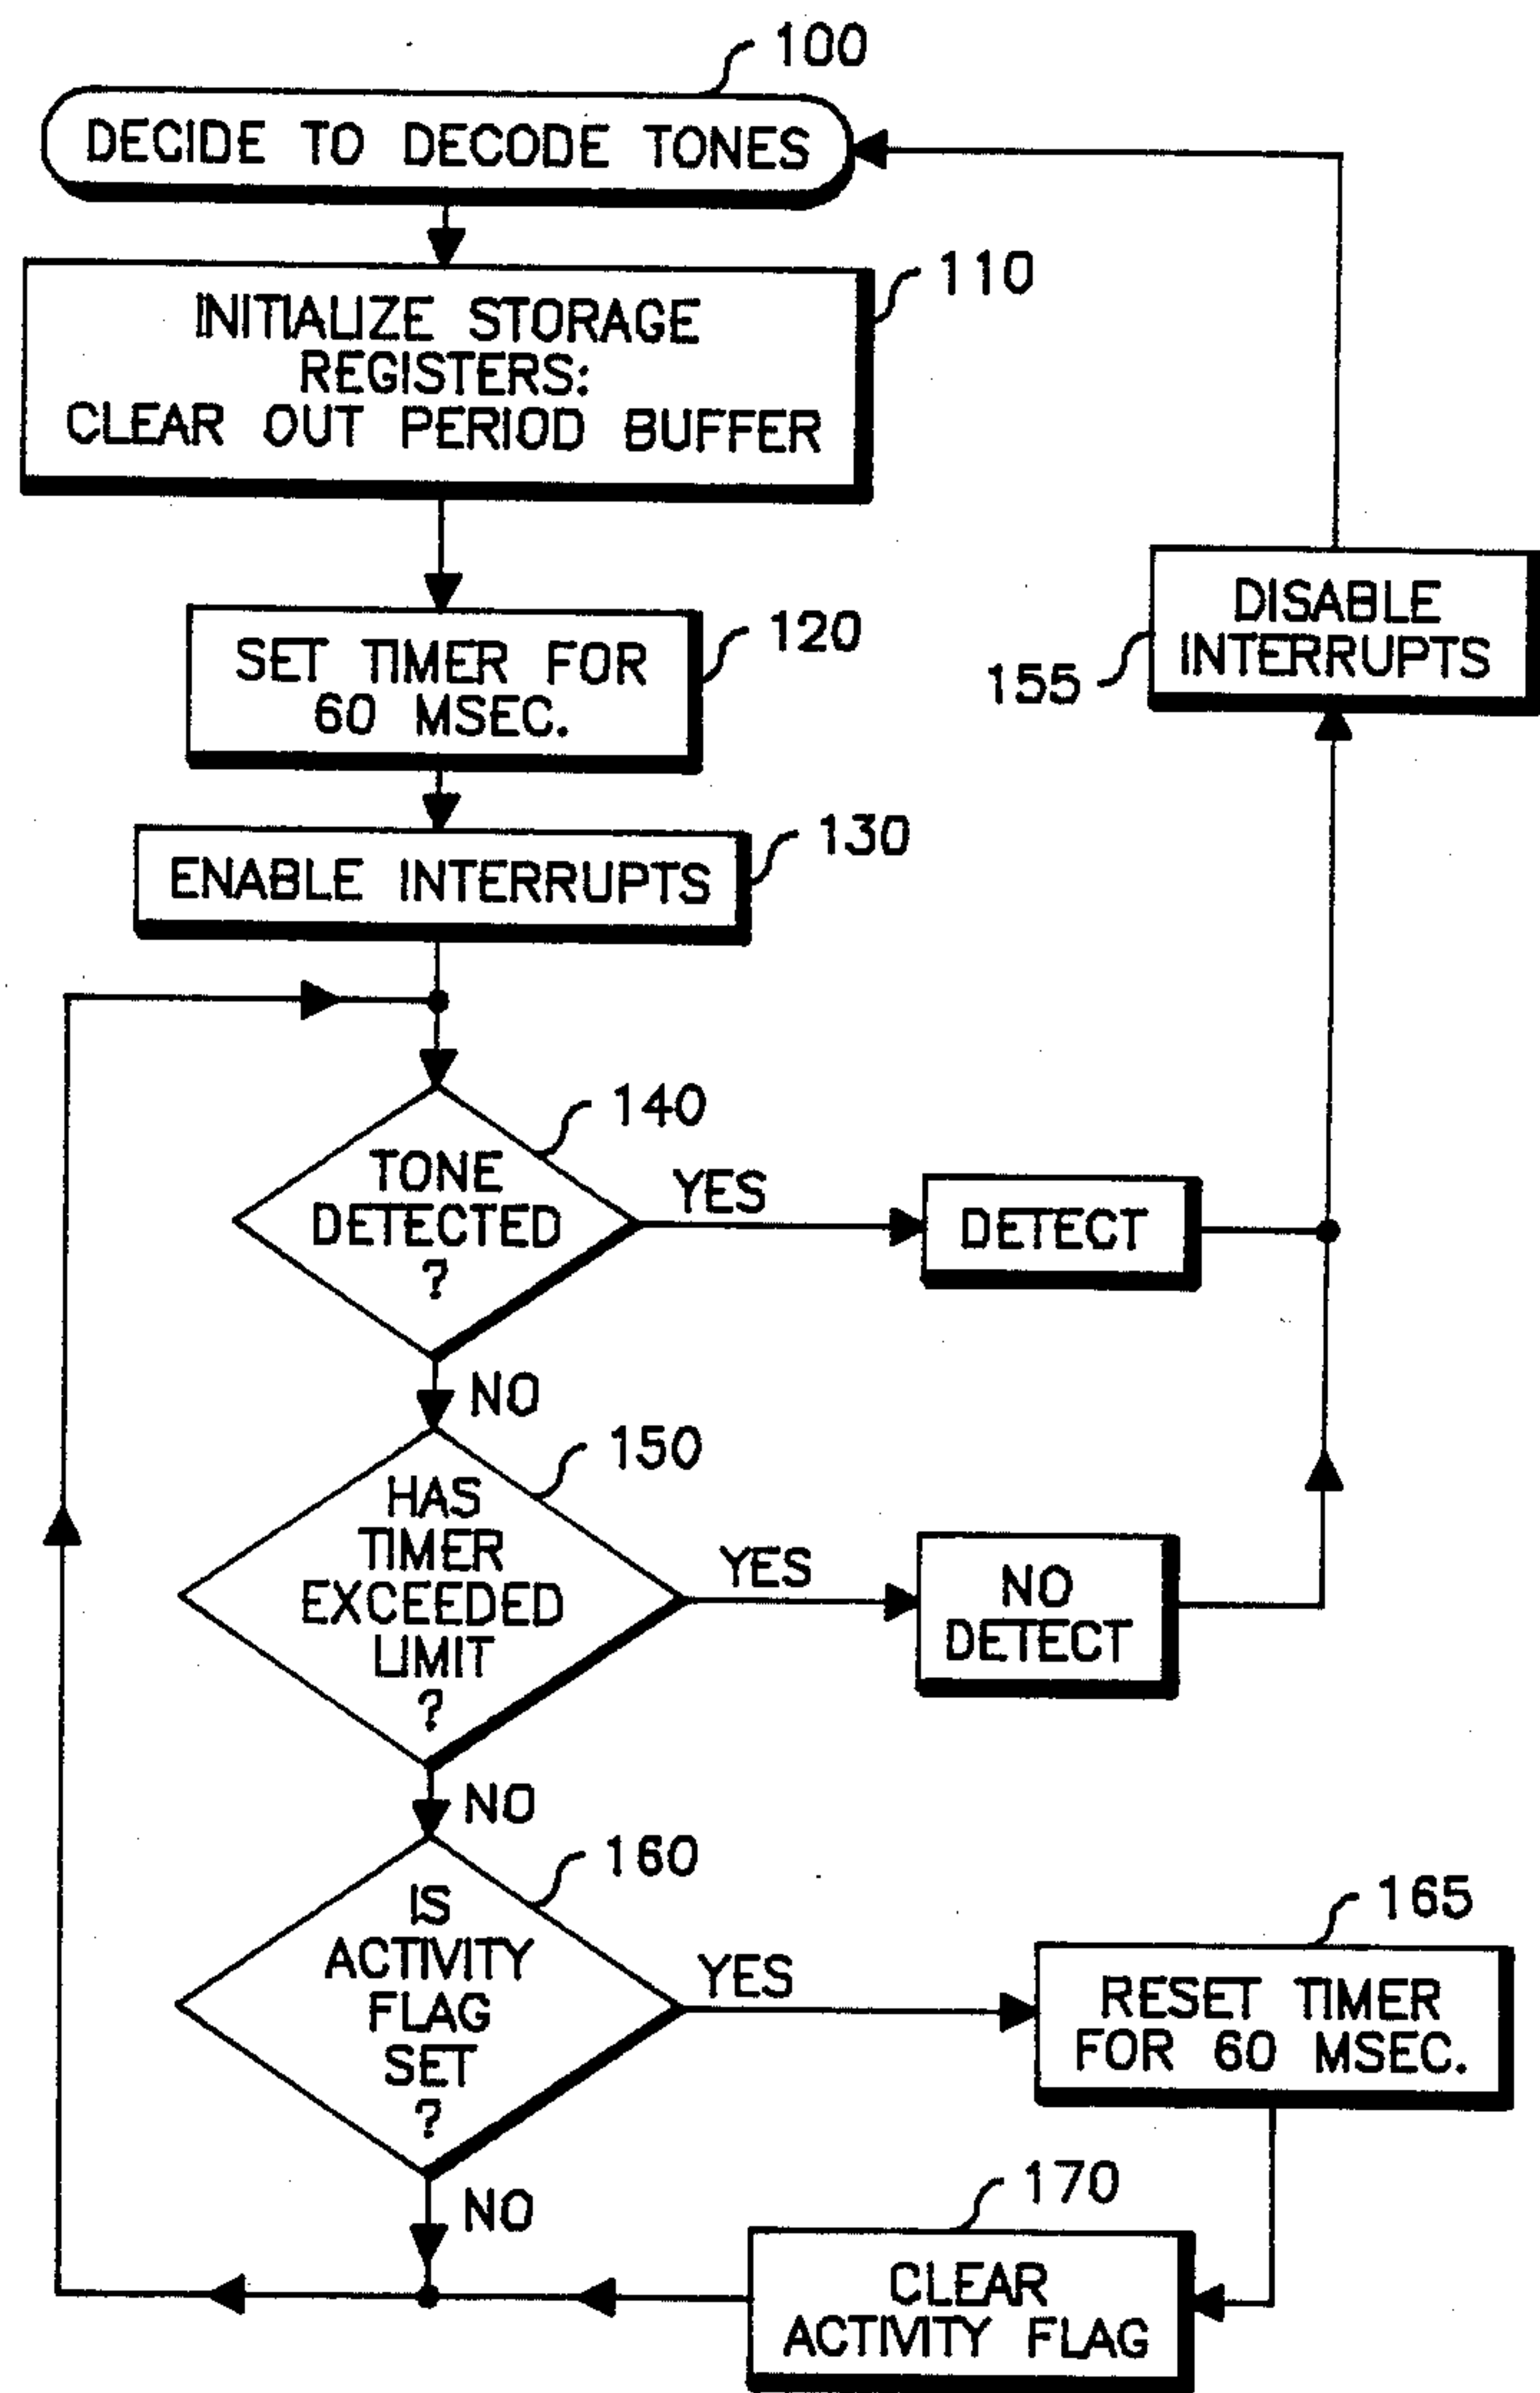 100
DECIDE TO DECODE TONES
110
INITIALIZE STORAGE
REGISTERS:
CLEAR OUT PERIOD BUFFER
120
SET TIMER FOR
60 MSEC.
DISABLE
INTERRUPTS
155
130
ENABLE INTERRUPTS
140
TONE
DETECTED
?
YES
DETECT
NO
150
HAS
TIMER
EXCEEDED
LIMIT
?
YES
NO
DETECT
NO
160
IS
ACTIVITY
FLAG
SET
?
YES
165
RESET TIMER
FOR 60 MSEC.
NO
170
CLEAR
ACTIVITY FLAG